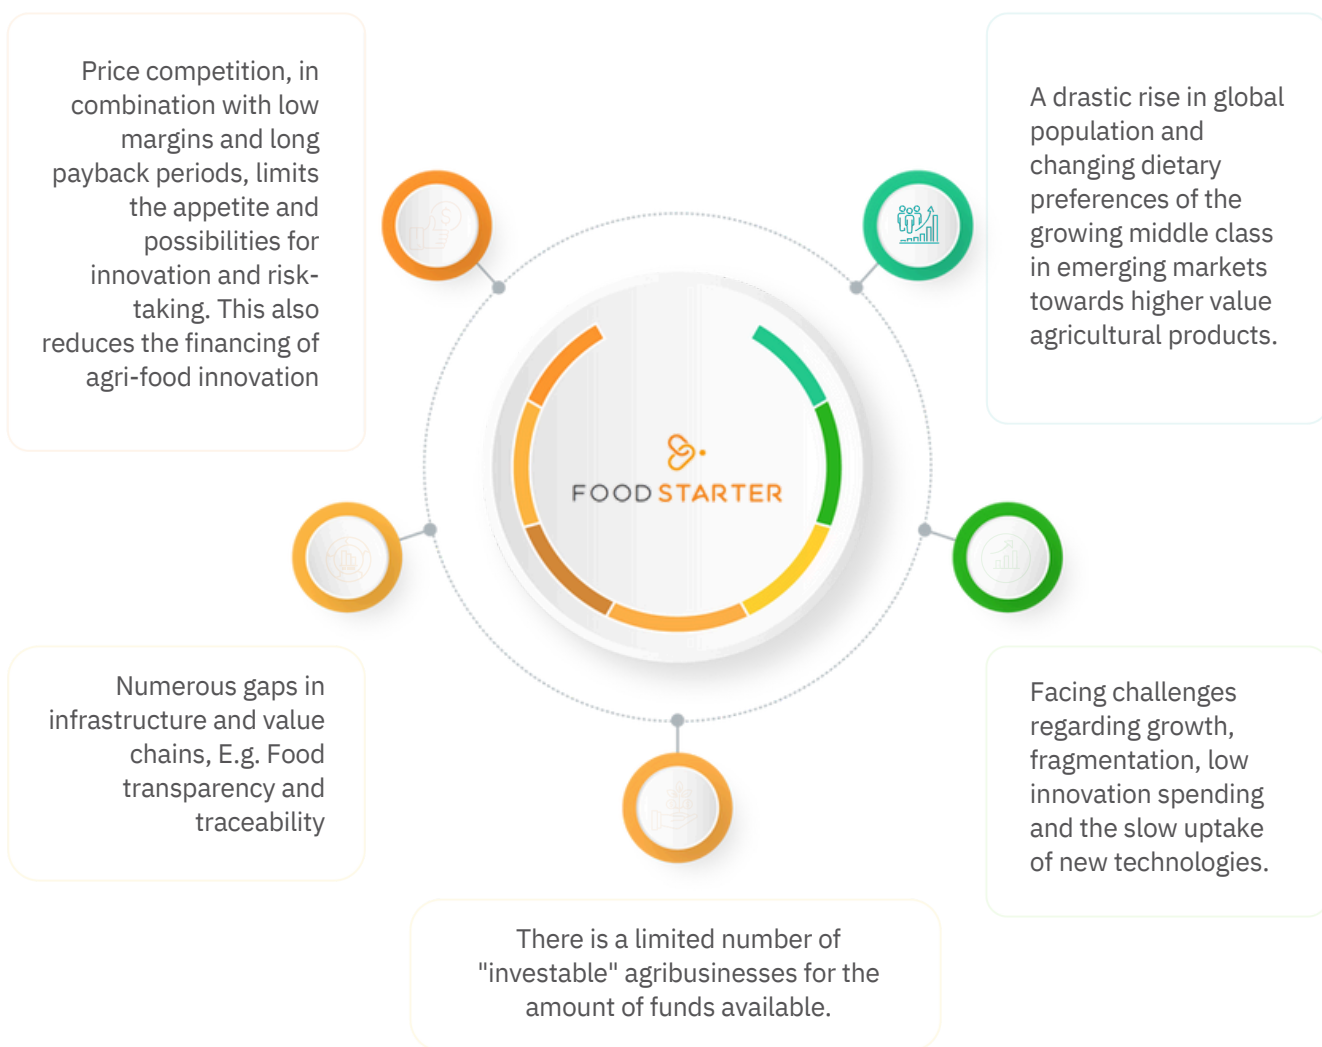 Price competition, in
combination with low
margins and long
payback periods, limits
the appetite and
possibilities for
innovation and risk-
taking. This also
reduces the financing of
agri-food innovation
A drastic rise in global
population and
changing dietary
preferences of the
growing middle class
in emerging markets
towards higher value
agricultural products.
FOOD STARTER
Numerous gaps in
infrastructure and value
chains, E.g. Food
transparency and
traceability
Facing challenges
regarding growth,
fragmentation, low
innovation spending
and the slow uptake
of new technologies.
There is a limited number of
"investable" agribusinesses for the
amount of funds available.